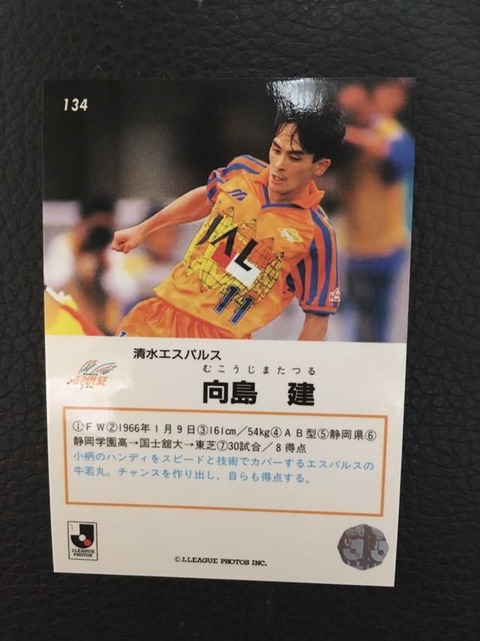 134
JAL
11
清水エスパルス
むこうじまたつる
向島 建
S-PULSE
①FW②1966年1月9日③161cm/54kg④AB型⑤静岡県⑥
静岡学園高→国士舘大→東芝⑦30試合/8得点
小柄のハンディをスピードと技術でカバーするエスパルスの
牛若丸。チャンスを作り出し、自らも得点する。
J.LEAGUE
PHOTOS
©J.LEAGUE PHOTOS INC.